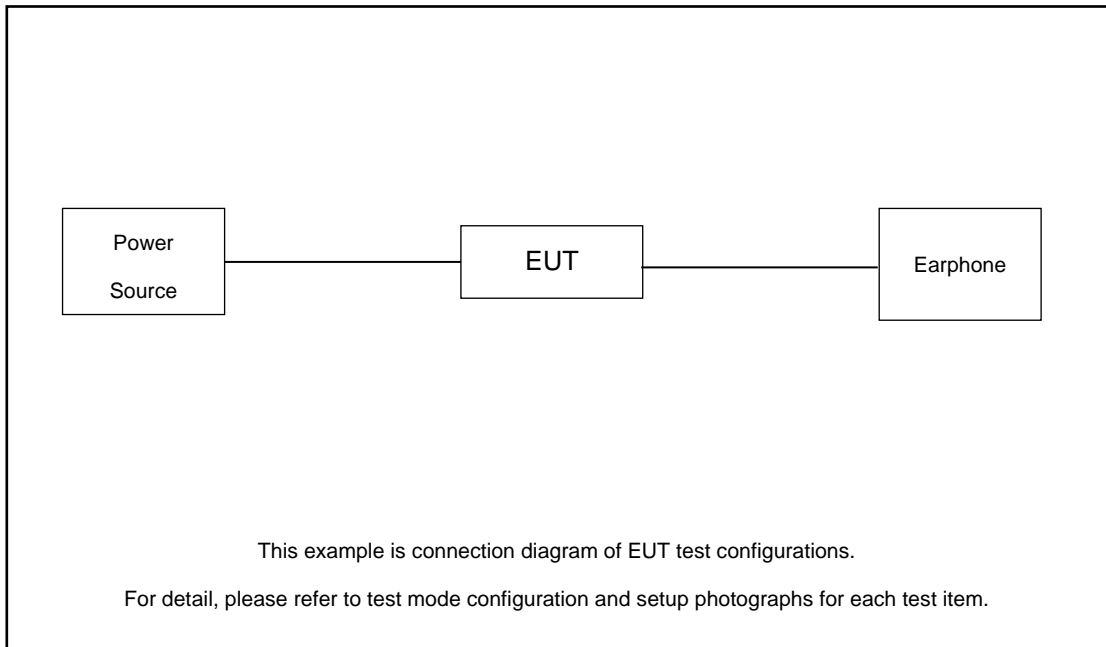 Power
Source
EUT
Earphone
This example is connection diagram of EUT test configurations.
For detail, please refer to test mode configuration and setup photographs for each test item.